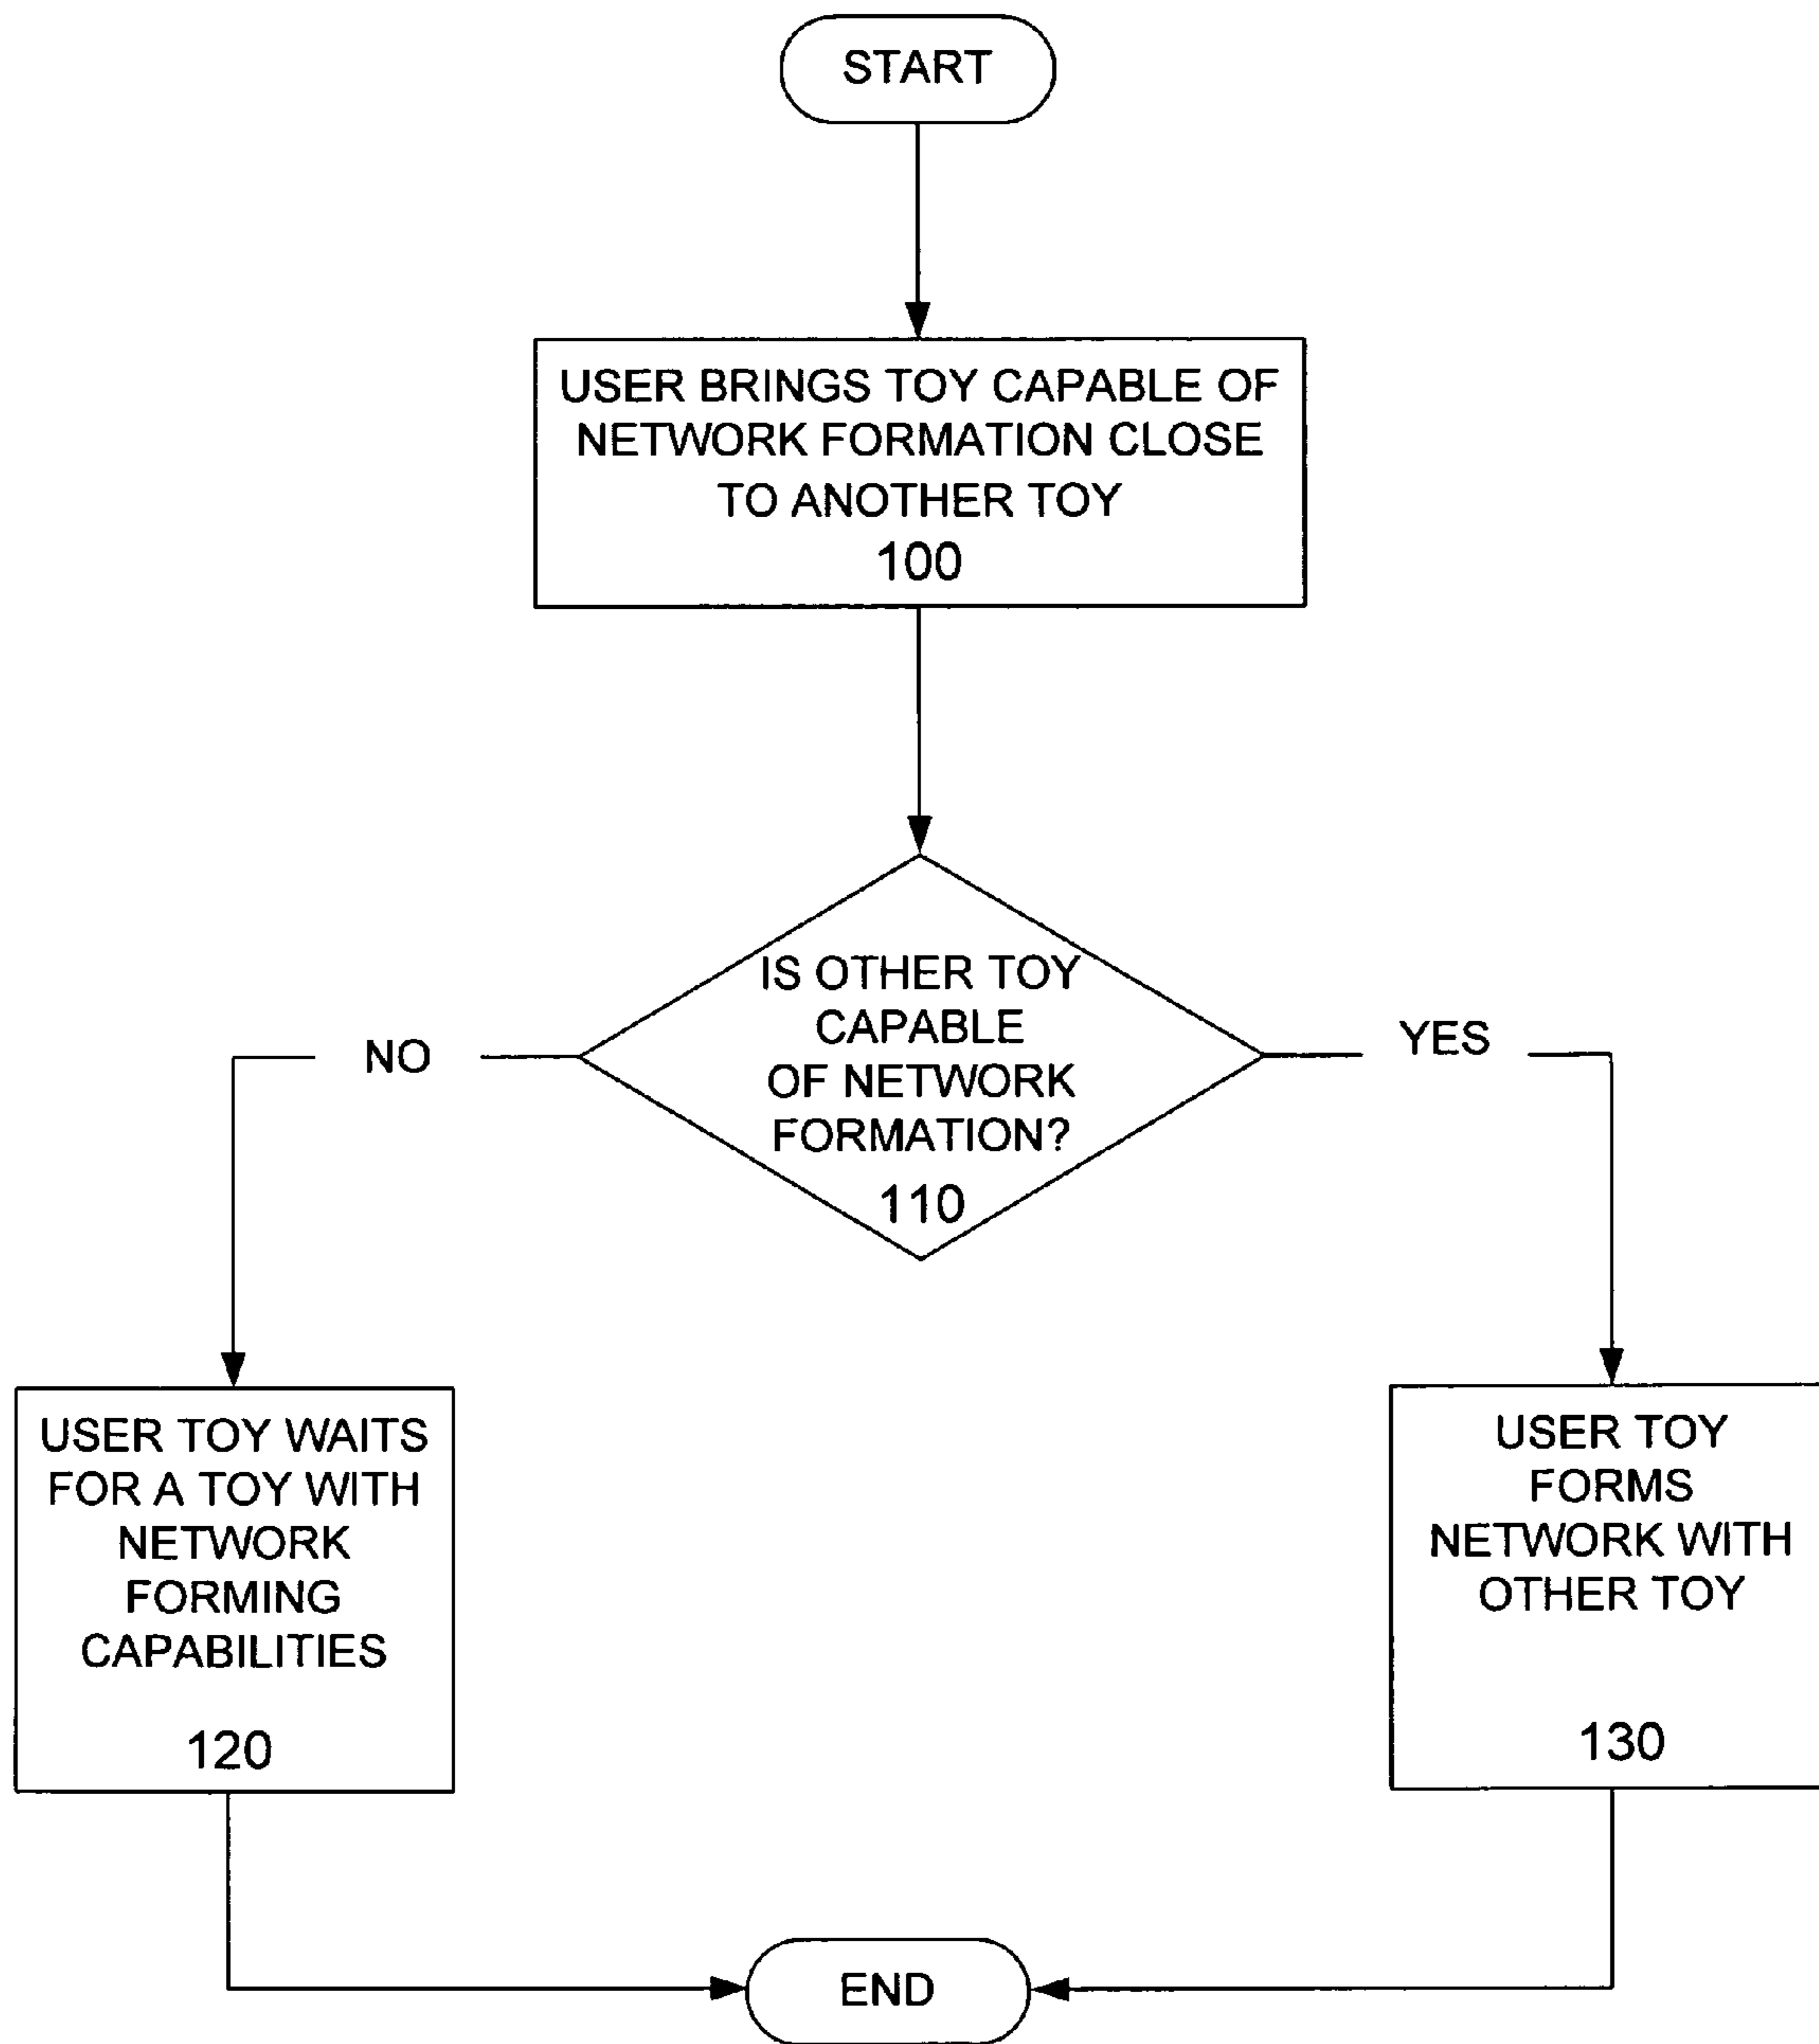 START
USER BRINGS TOY CAPABLE OF
NETWORK FORMATION CLOSE
TO ANOTHER TOY
100
IS OTHER TOY
CAPABLE
OF NETWORK
FORMATION?
110
NO
YES
USER TOY WAITS
FOR A TOY WITH
NETWORK
FORMING
CAPABILITIES
120
USER TOY
FORMS
NETWORK WITH
OTHER TOY
130
END